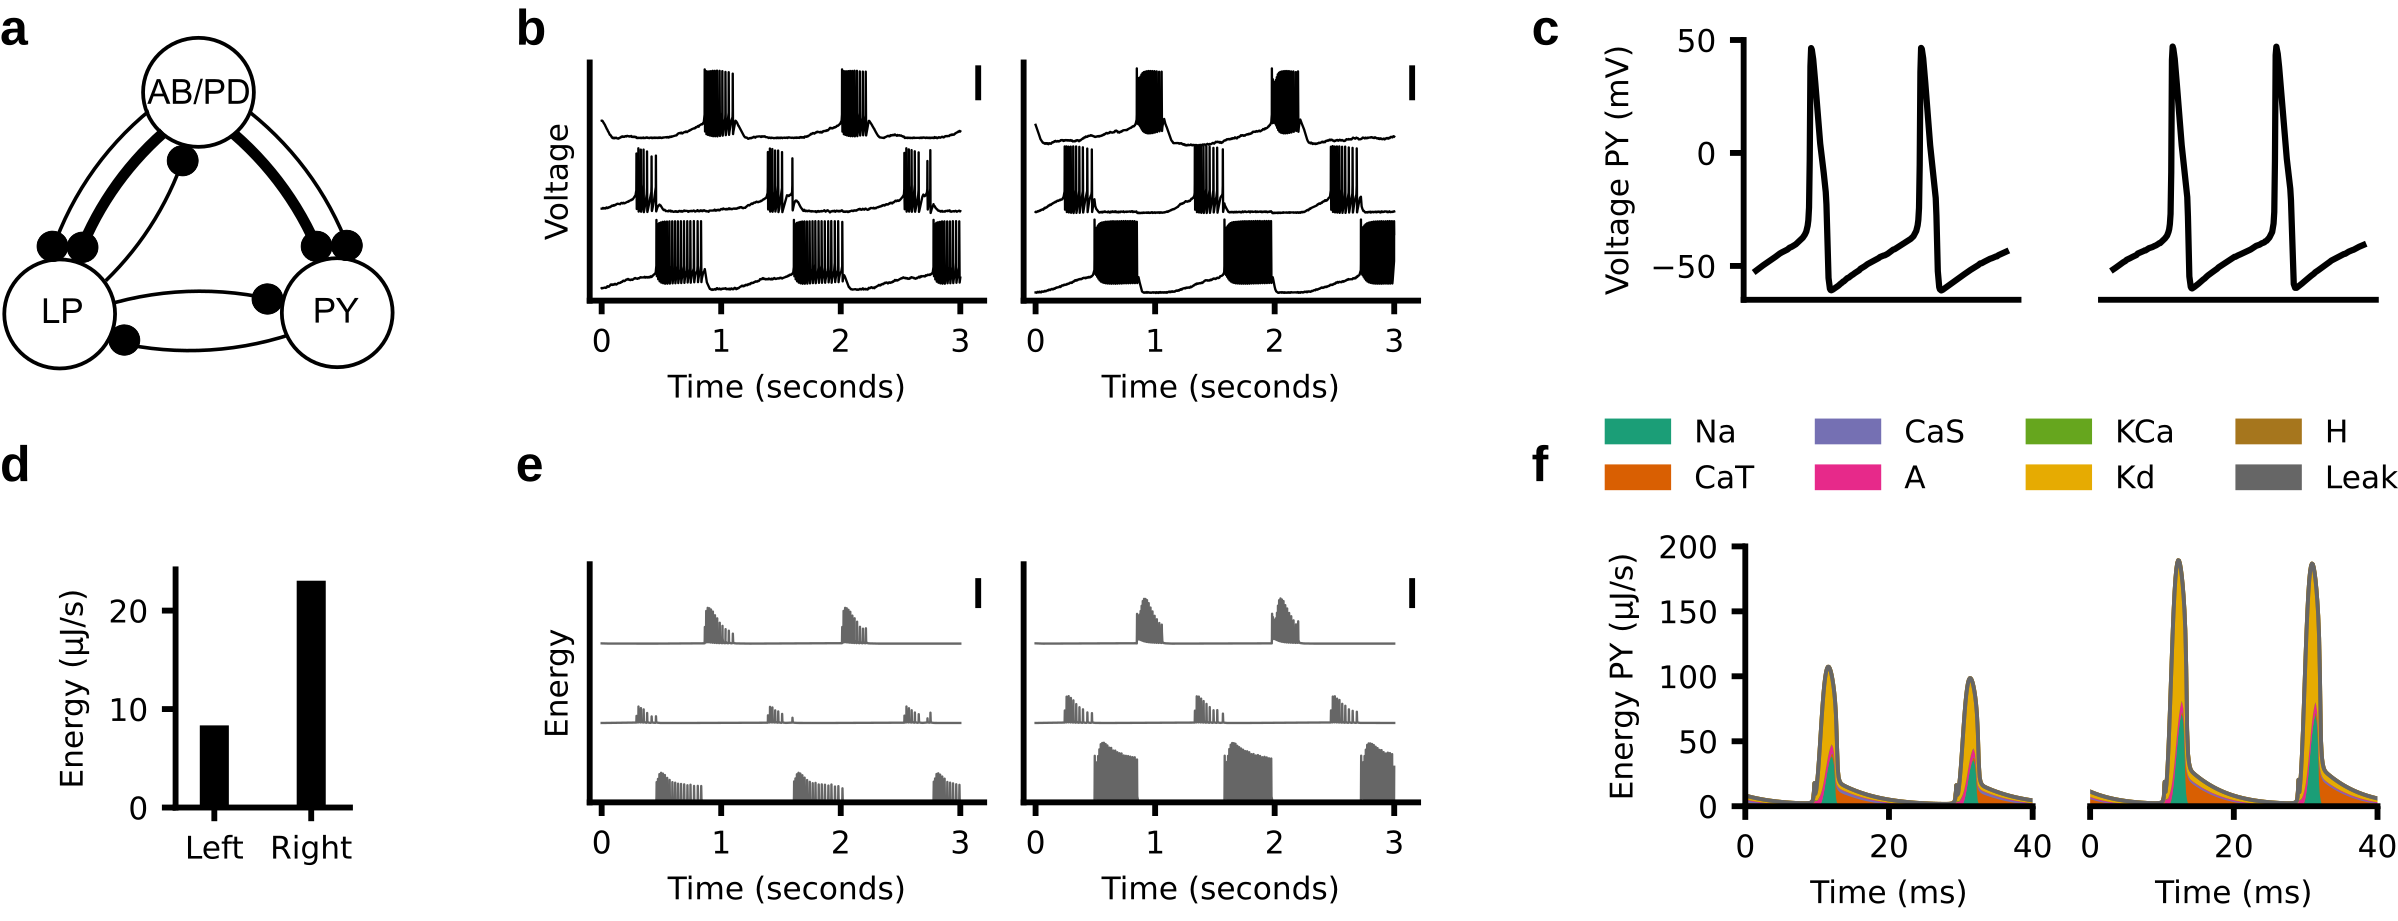 a
AB/PD
LP
PY
b
Voltage
0 1 2 3
Time (seconds)
0 1 2 3
Time (seconds)
c
Voltage PY (mV)
50
0
−50
d
Energy (µJ/s)
20
10
0
Left Right
e
Energy
0 1 2 3
Time (seconds)
0 1 2 3
Time (seconds)
f
Na CaS KCa H
CaT A Kd Leak
Energy PY (µJ/s)
200
150
100
50
0
0 20 40
Time (ms)
0 20 40
Time (ms)